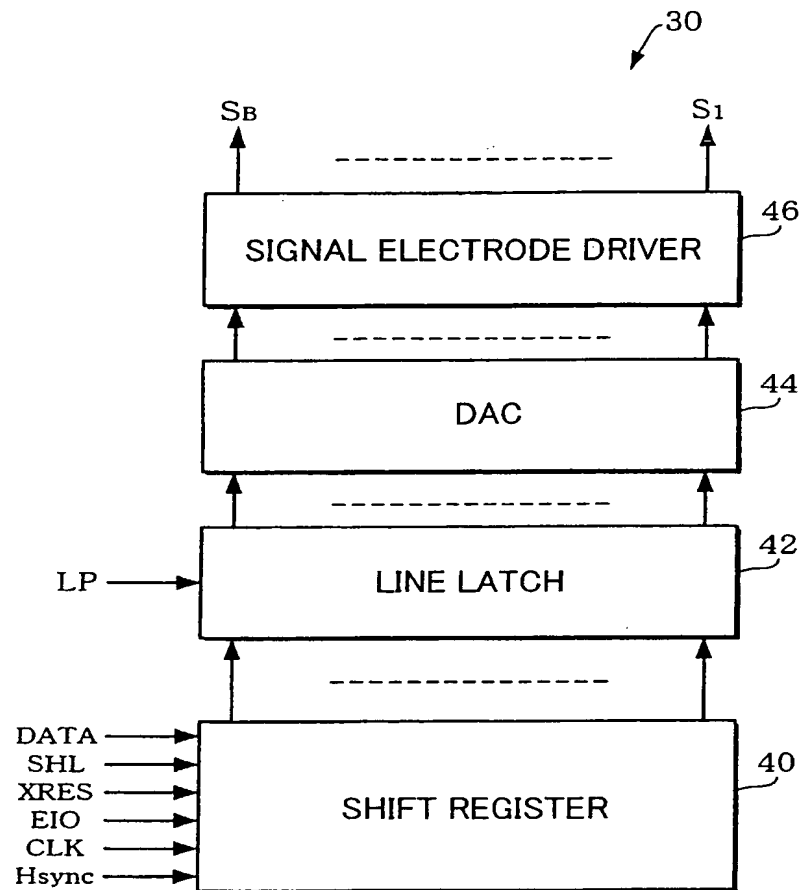 30
SB S1
46
SIGNAL ELECTRODE DRIVER
44
DAC
42
LP LINE LATCH
DATA
SHL
40
XRES
SHIFT REGISTER
EIO
CLK
Hsync